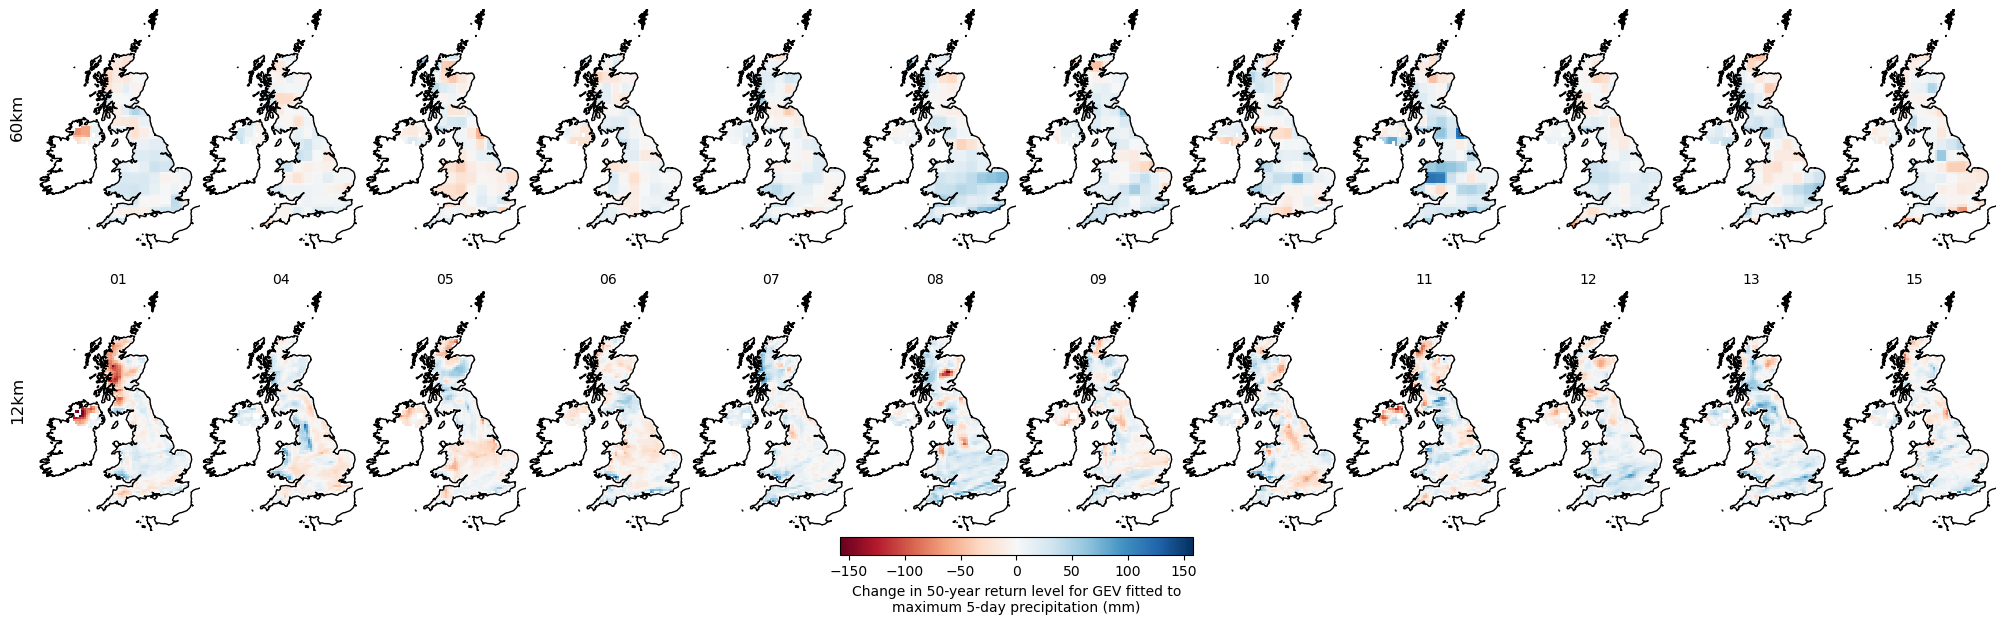 60km
01 04 05 06 07 08 09 10 11 12 13 15
12km
−150 −100 −50 0 50 100 150
Change in 50-year return level for GEV fitted to
maximum 5-day precipitation (mm)